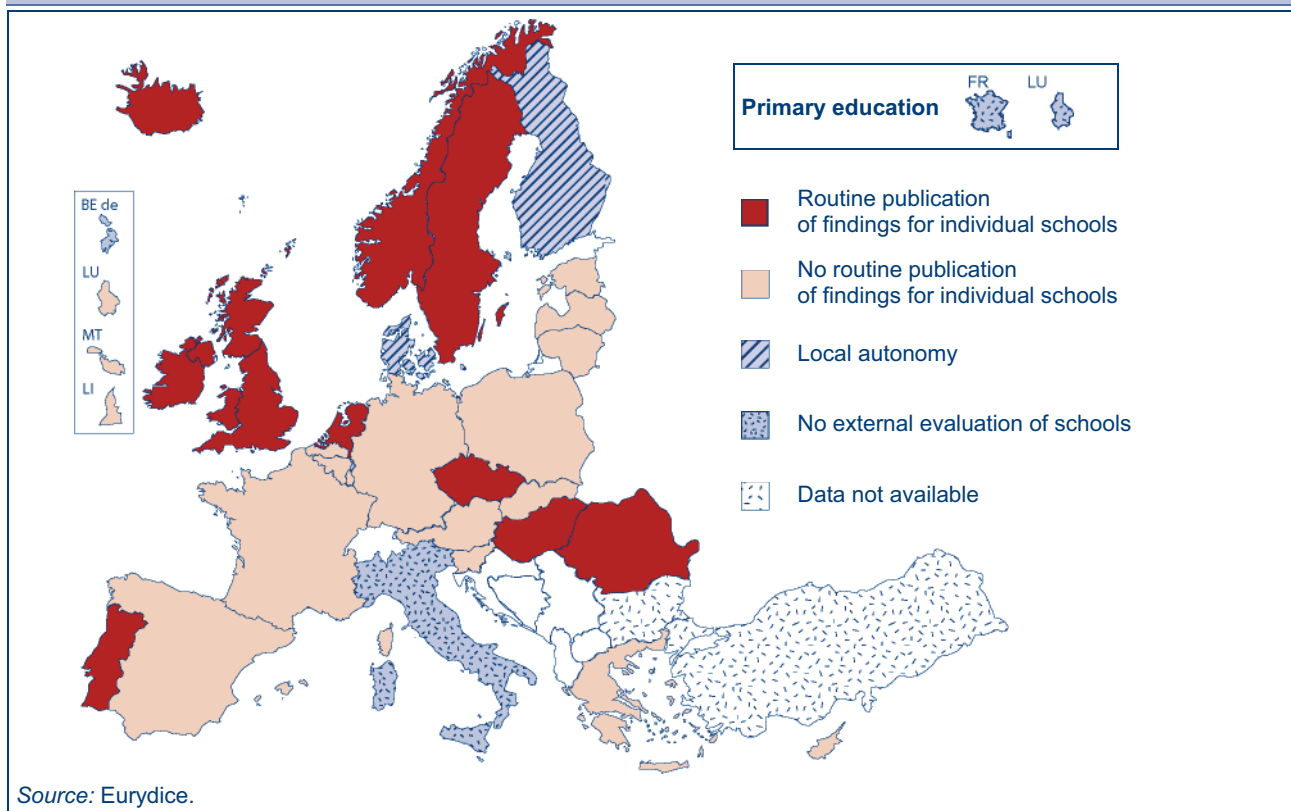 FR LU
Primary education
Routine publication
of findings for individual schools
No routine publication
of findings for individual schools
Local autonomy
No external evaluation of schools
Data not available
BE de
LU
MT
LI
Source: Eurydice.